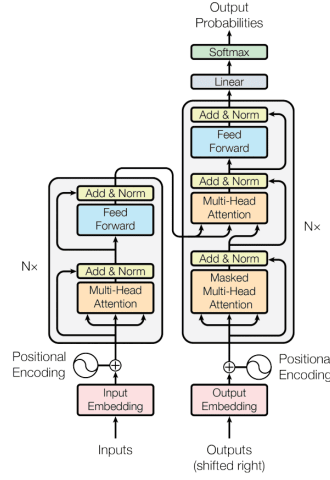 Output
Probabilities
Softmax
Linear
Add & Norm
Feed
Forward
Add & Norm
Multi-Head
Attention
Nx
Add & Norm
Masked
Multi-Head
Attention
Add & Norm
Feed
Forward
Nx
Add & Norm
Multi-Head
Attention
Positional
Encoding
Positional
Encoding
Input
Embedding
Output
Embedding
Inputs
Outputs
(shifted right)